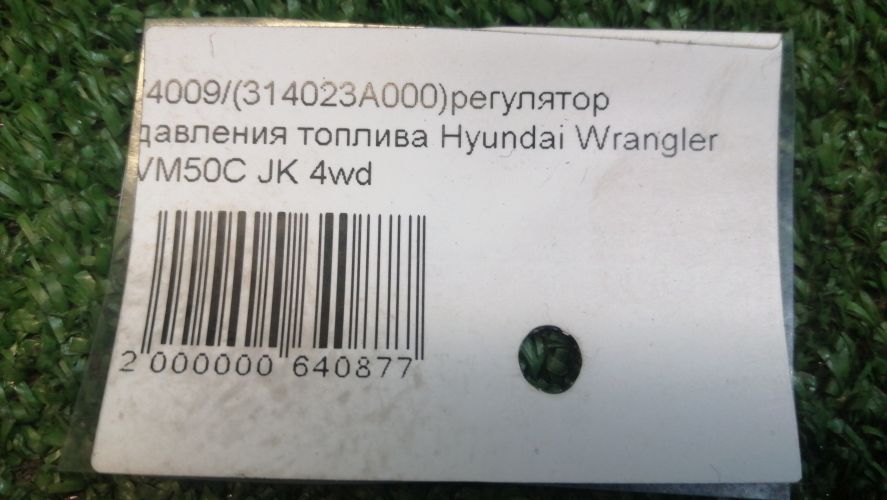 4009/(314023A000)регулятор
давления топлива Hyundai Wrangler
VM50C JK 4wd
2 000000 640877